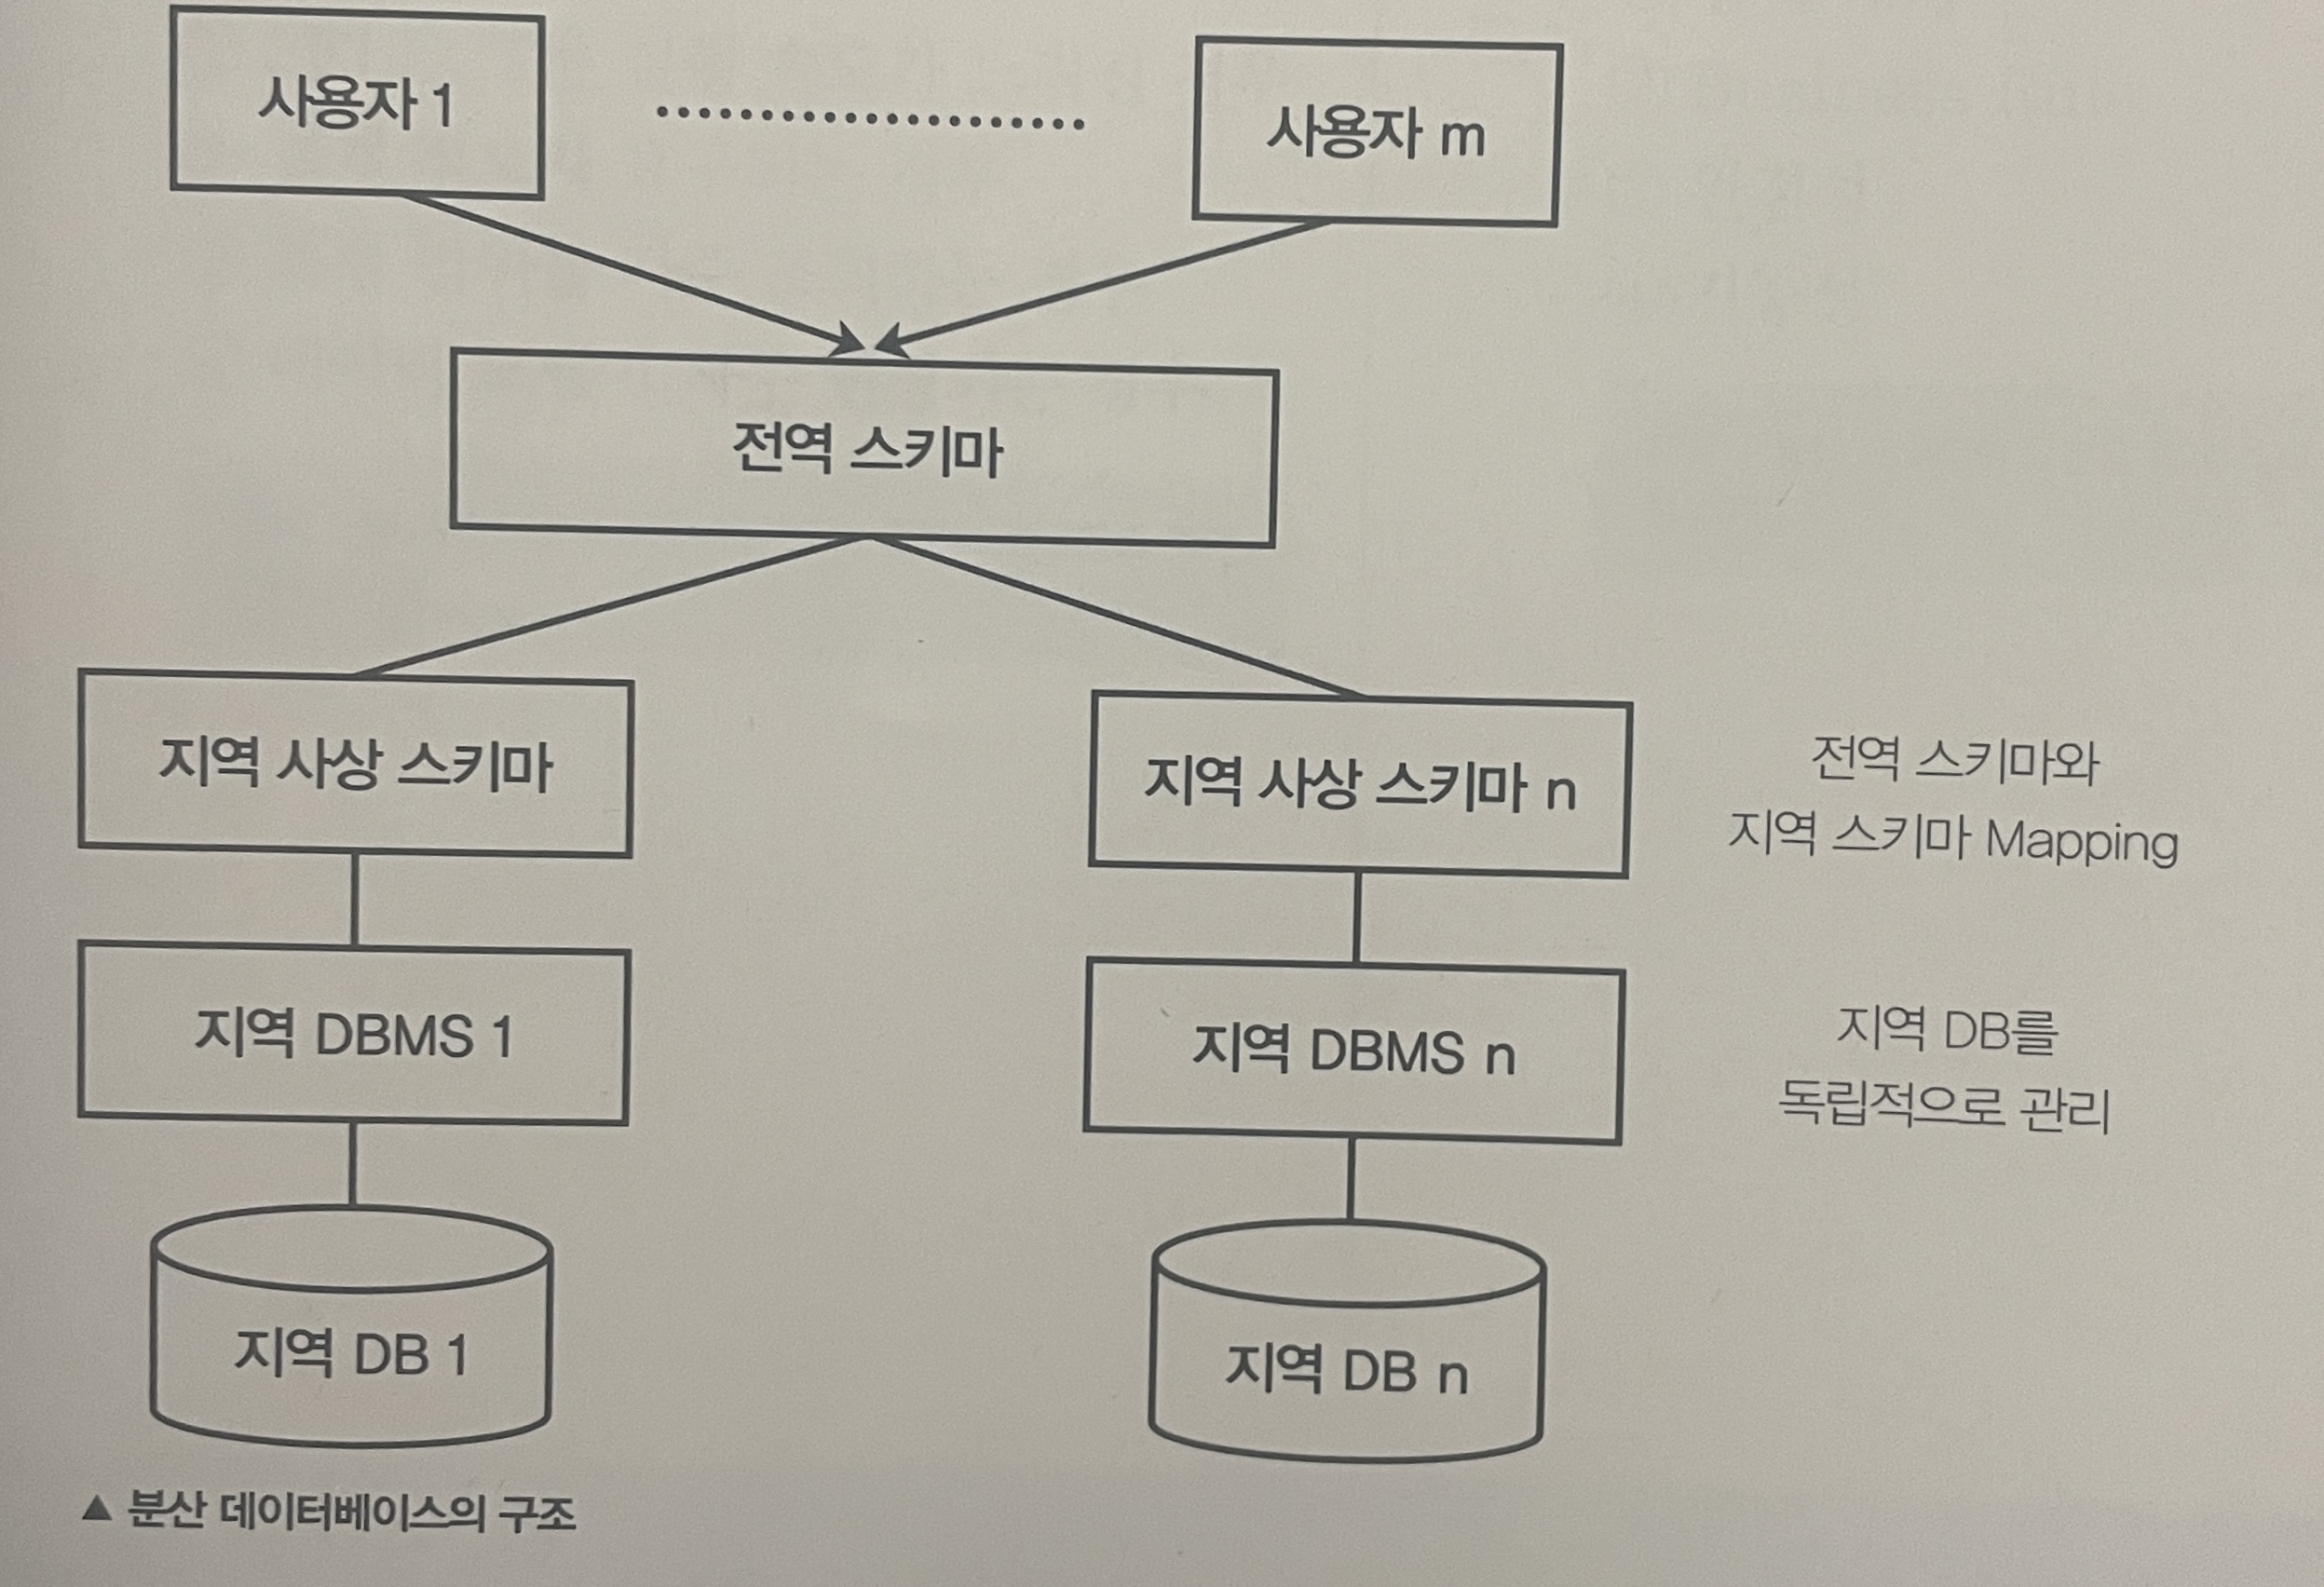 사용자 1
사용자 m
전역 스키마
지역 사상 스키마
지역 사상 스키마 n
전역 스키마와
지역 스키마 Mapping
지역 DBMS 1
지역 DBMS n
지역 DB를
독립적으로 관리
지역 DB 1
지역 DB n
▲ 분산 데이터베이스의 구조